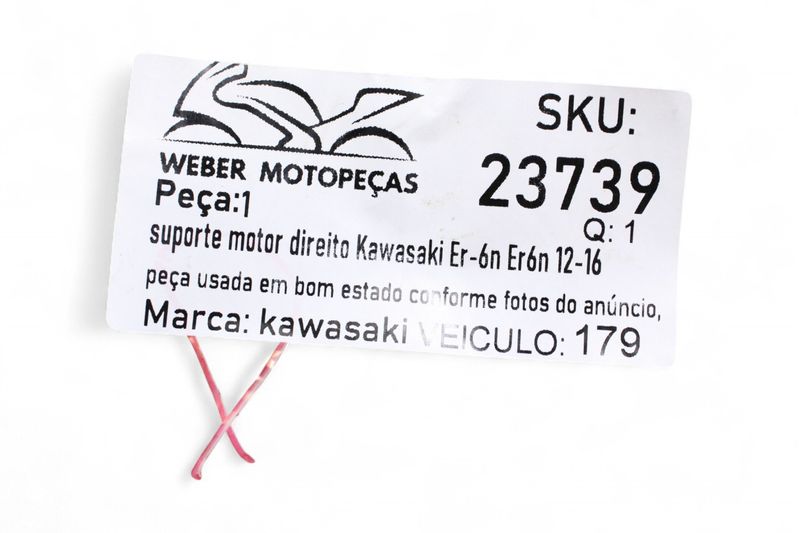 WEBER MOTOPEÇAS
SKU:
23739
Q: 1
Peça:1
suporte motor direito Kawasaki Er-6n Er6n 12-16
peça usada em bom estado conforme fotos do anúncio,
Marca: kawasaki VEICULO: 179